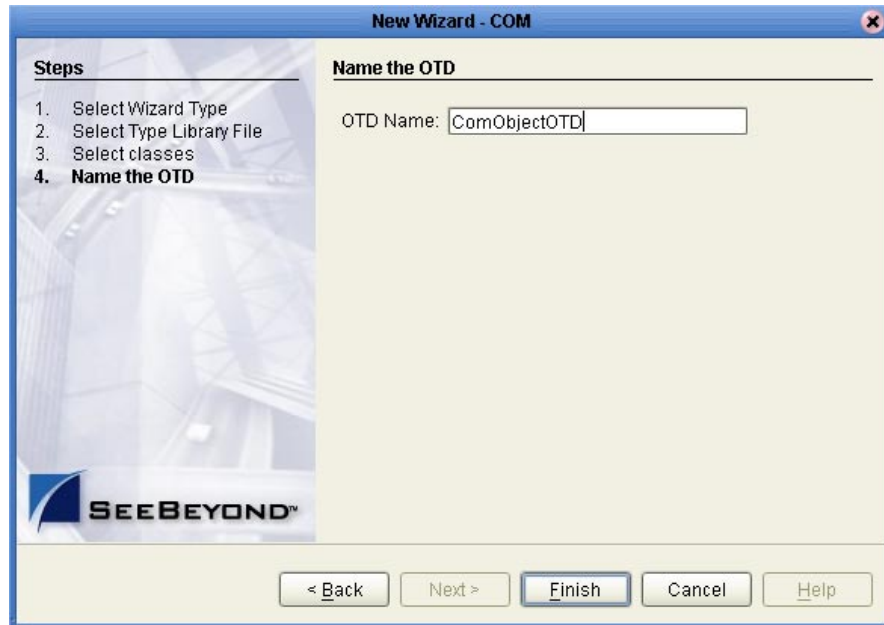 New Wizard - COM
Steps
1. Select Wizard Type
2. Select Type Library File
3. Select classes
4. Name the OTD
Name the OTD
OTD Name: ComObjectOTD
SEEBEYOND™
< Back
Next >
Finish
Cancel
Help